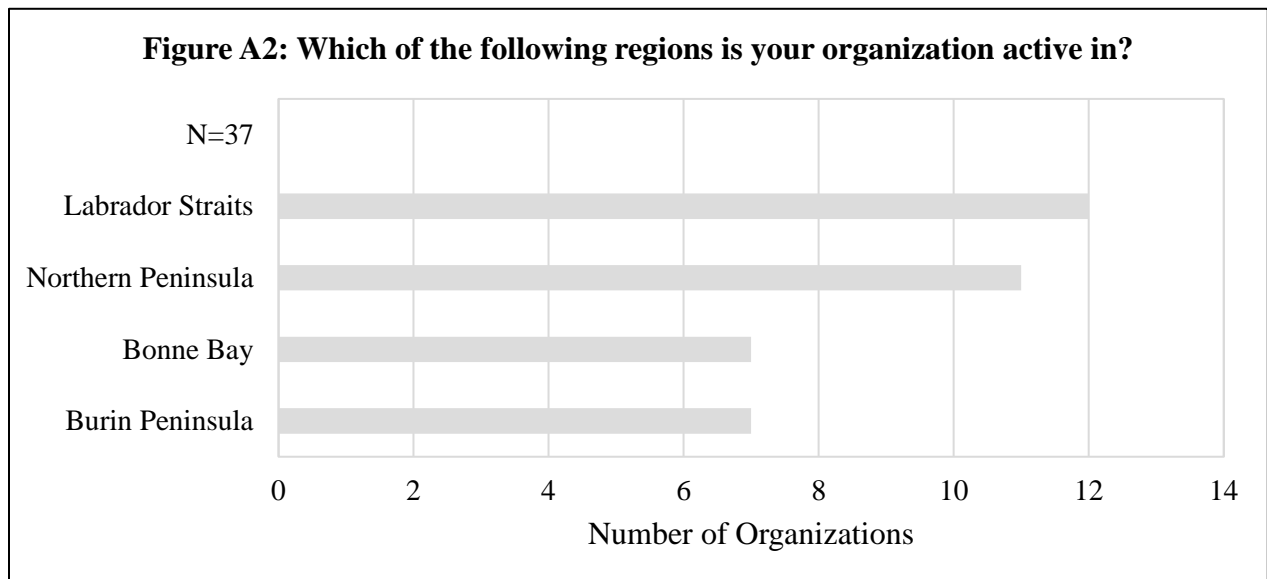 Figure A2: Which of the following regions is your organization active in?
N=37
Labrador Straits
Northern Peninsula
Bonne Bay
Burin Peninsula
0 2 4 6 8 10 12 14
Number of Organizations